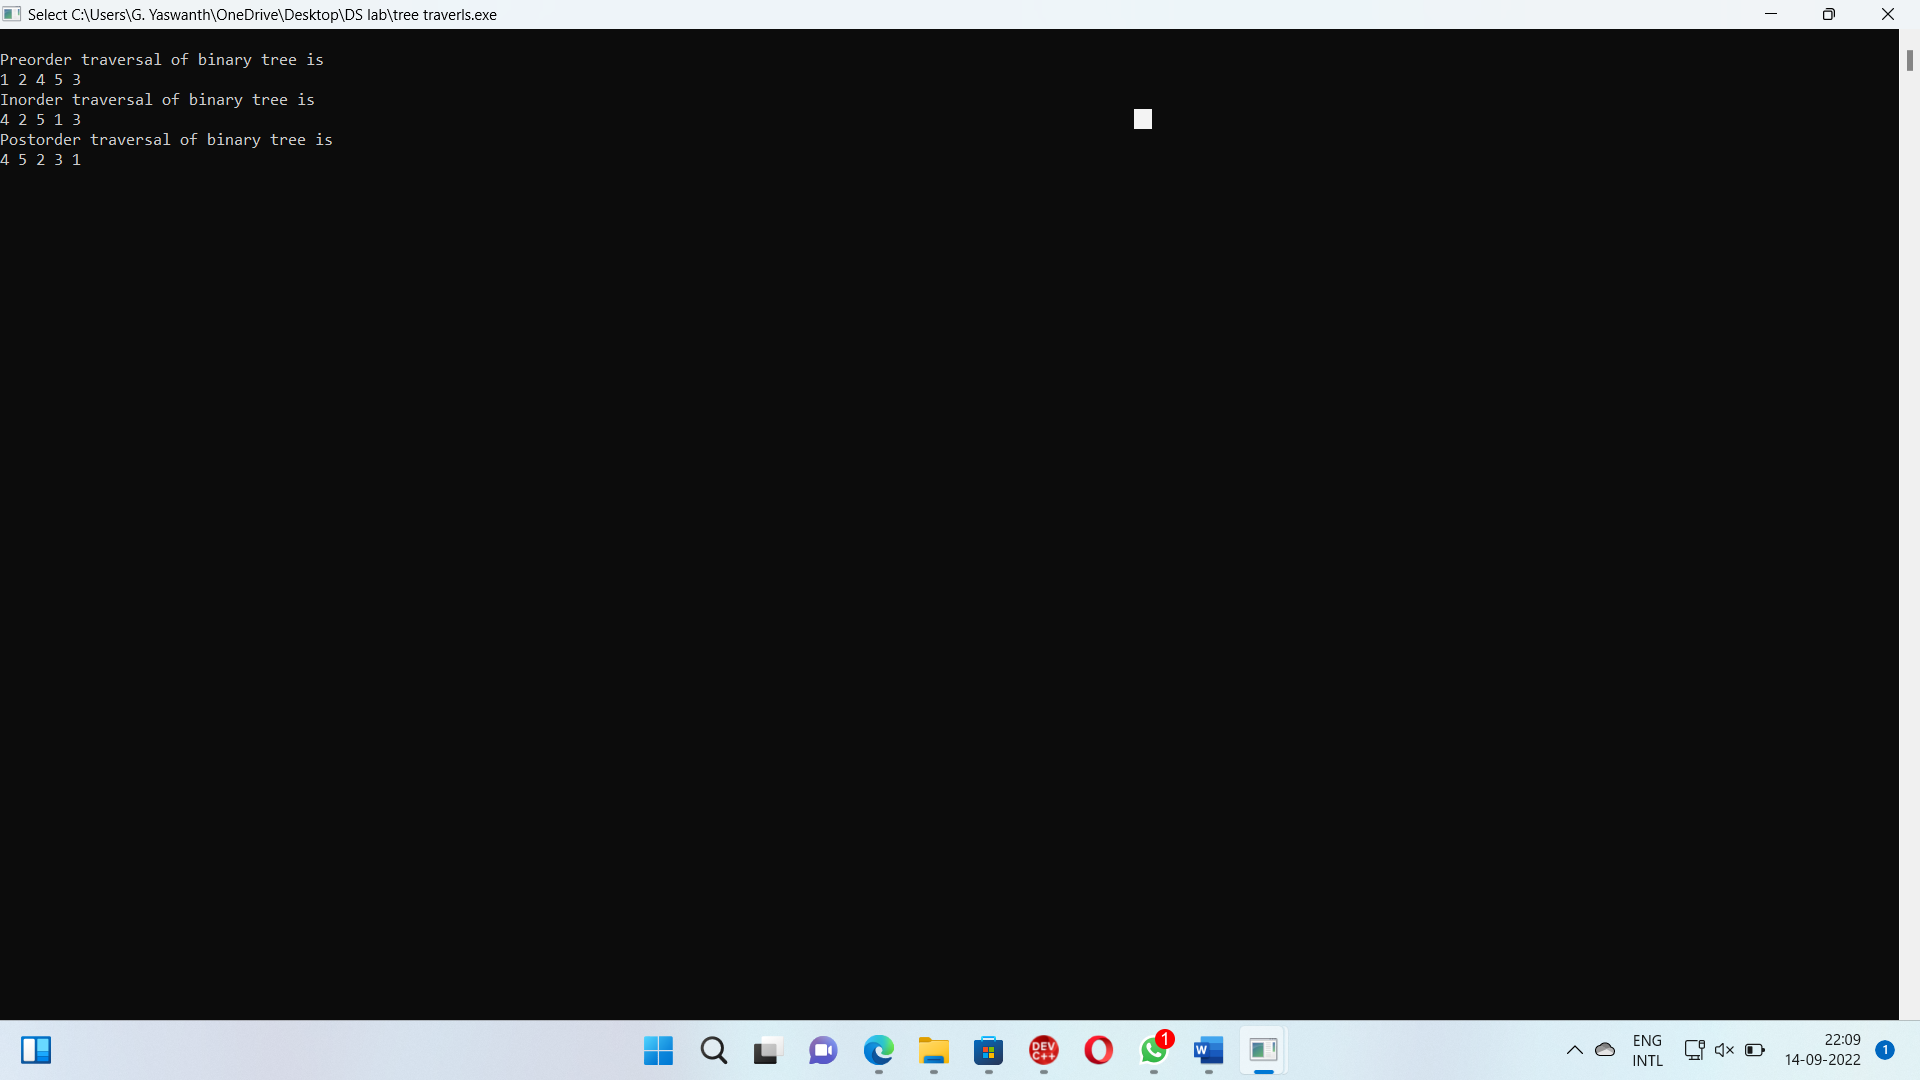 Select C:\Users\G. Yaswanth\OneDrive\Desktop\DS lab\tree traverls.exe
Preorder traversal of binary tree is
1 2 4 5 3
Inorder traversal of binary tree is
4 2 5 1 3
Postorder traversal of binary tree is
4 5 2 3 1
DEV
C++
1
W
ENG
INTL
22:09
14-09-2022
1